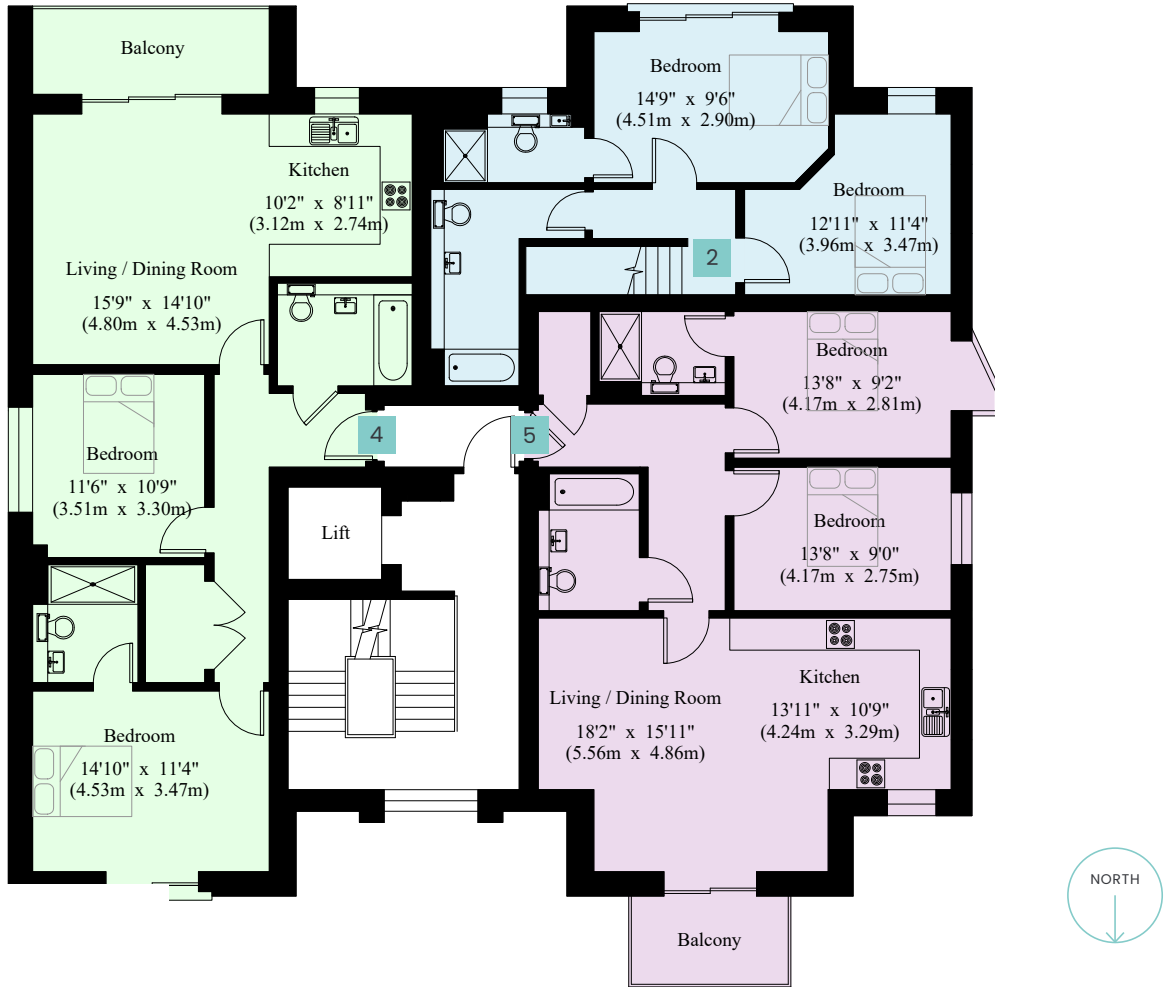 Balcony
Bedroom
14'9" x 9'6"
(4.51m x 2.90m)
Kitchen
10'2" x 8'11"
(3.12m x 2.74m)
Bedroom
12'11" x 11'4"
(3.96m x 3.47m)
Living / Dining Room
15'9" x 14'10"
(4.80m x 4.53m)
2
Bedroom
13'8" x 9'2"
(4.17m x 2.81m)
4
5
Bedroom
11'6" x 10'9"
(3.51m x 3.30m)
Lift
Bedroom
13'8" x 9'0"
(4.17m x 2.75m)
Living / Dining Room
18'2" x 15'11"
(5.56m x 4.86m)
Kitchen
13'11" x 10'9"
(4.24m x 3.29m)
Bedroom
14'10" x 11'4"
(4.53m x 3.47m)
Balcony
NORTH